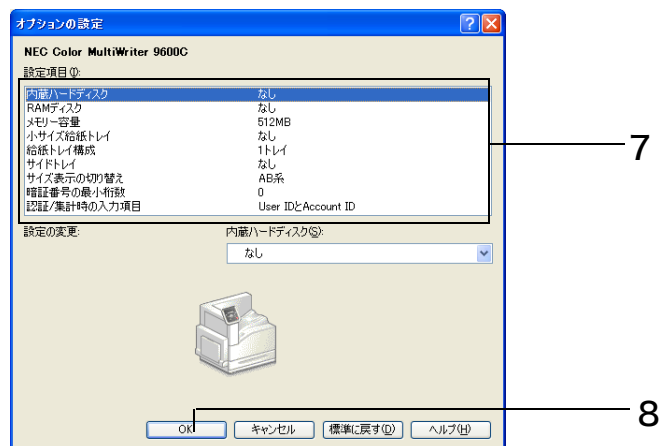 オプションの設定
NEC Color MultiWriter 9600C
設定項目(I):
内蔵ハードディスク なし
RAMディスク なし
メモリー容量 512MB
小サイズ給紙トレイ なし
給紙トレイ構成 1トレイ
サイドトレイ なし
サイズ表示の切り替え AB系
暗証番号の最小桁数 0
認証/集計時の入力項目 User IDとAccount ID
7
設定の変更: 内蔵ハードディスク(S):
なし
8
OK キャンセル 標準に戻す(D) ヘルプ(H)